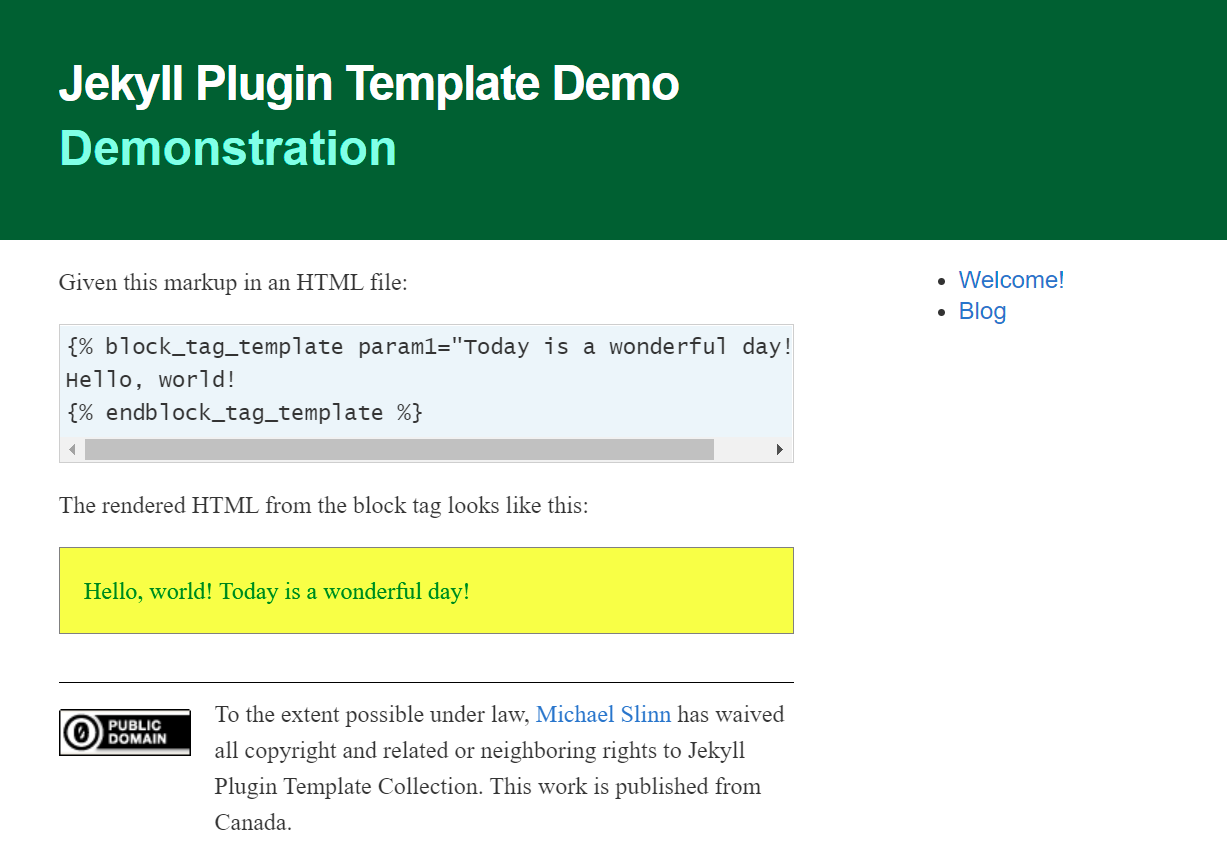 Jekyll Plugin Template Demo
Demonstration
Given this markup in an HTML file:
{% block_tag_template param1="Today is a wonderful day!
Hello, world!
{% endblock_tag_template %}
The rendered HTML from the block tag looks like this:
Hello, world! Today is a wonderful day!
PUBLIC
DOMAIN
To the extent possible under law, Michael Slinn has waived
all copyright and related or neighboring rights to Jekyll
Plugin Template Collection. This work is published from
Canada.
Welcome!
Blog